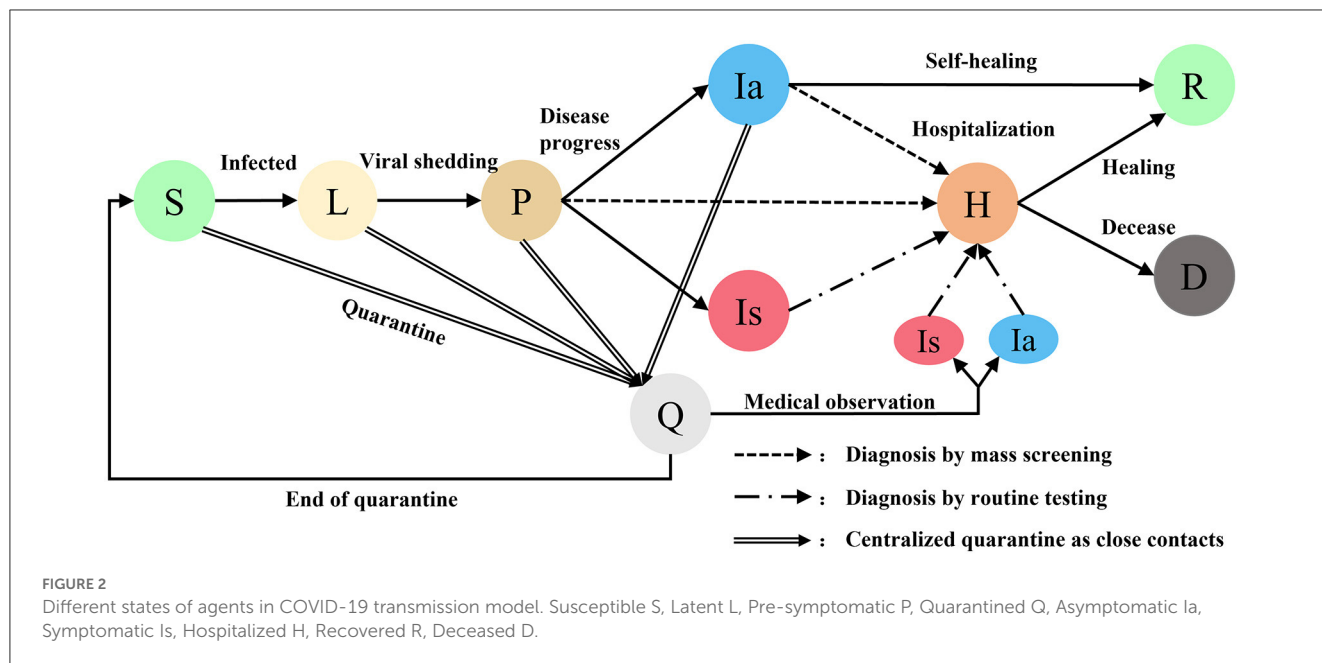 Ia
Self-healing
R
Disease
progress
Hospitalization
Infected
Viral shedding
Healing
S
L
P
H
Decease
D
Quarantine
Is
Is
Ia
Q
Medical observation
: Diagnosis by mass screening
End of quarantine
: Diagnosis by routine testing
: Centralized quarantine as close contacts
FIGURE 2
Different states of agents in COVID-19 transmission model. Susceptible S, Latent L, Pre-symptomatic P, Quarantined Q, Asymptomatic Ia,
Symptomatic Is, Hospitalized H, Recovered R, Deceased D.